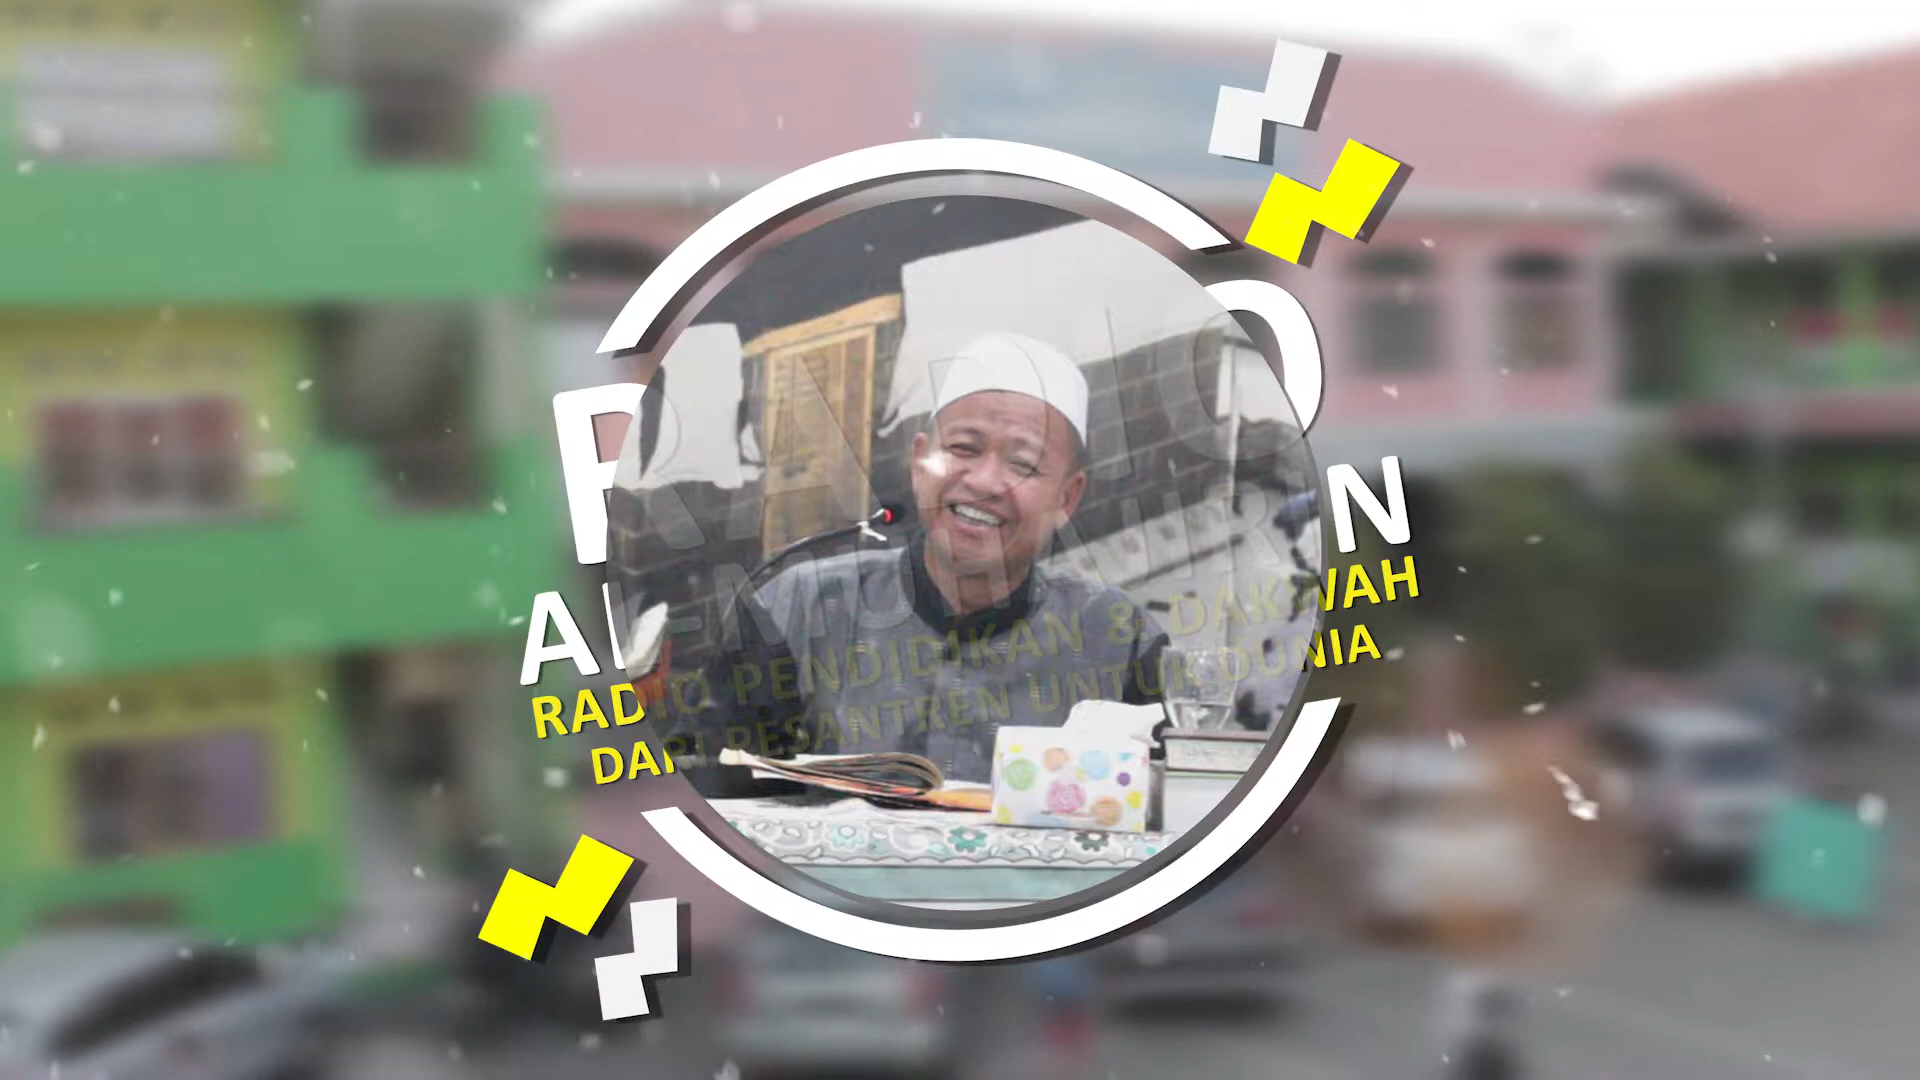 RADIO
AL-MUHAJIRIN
RADIO PENDIDIKAN & DAKWAH
DARI PESANTREN UNTUK DUNIA